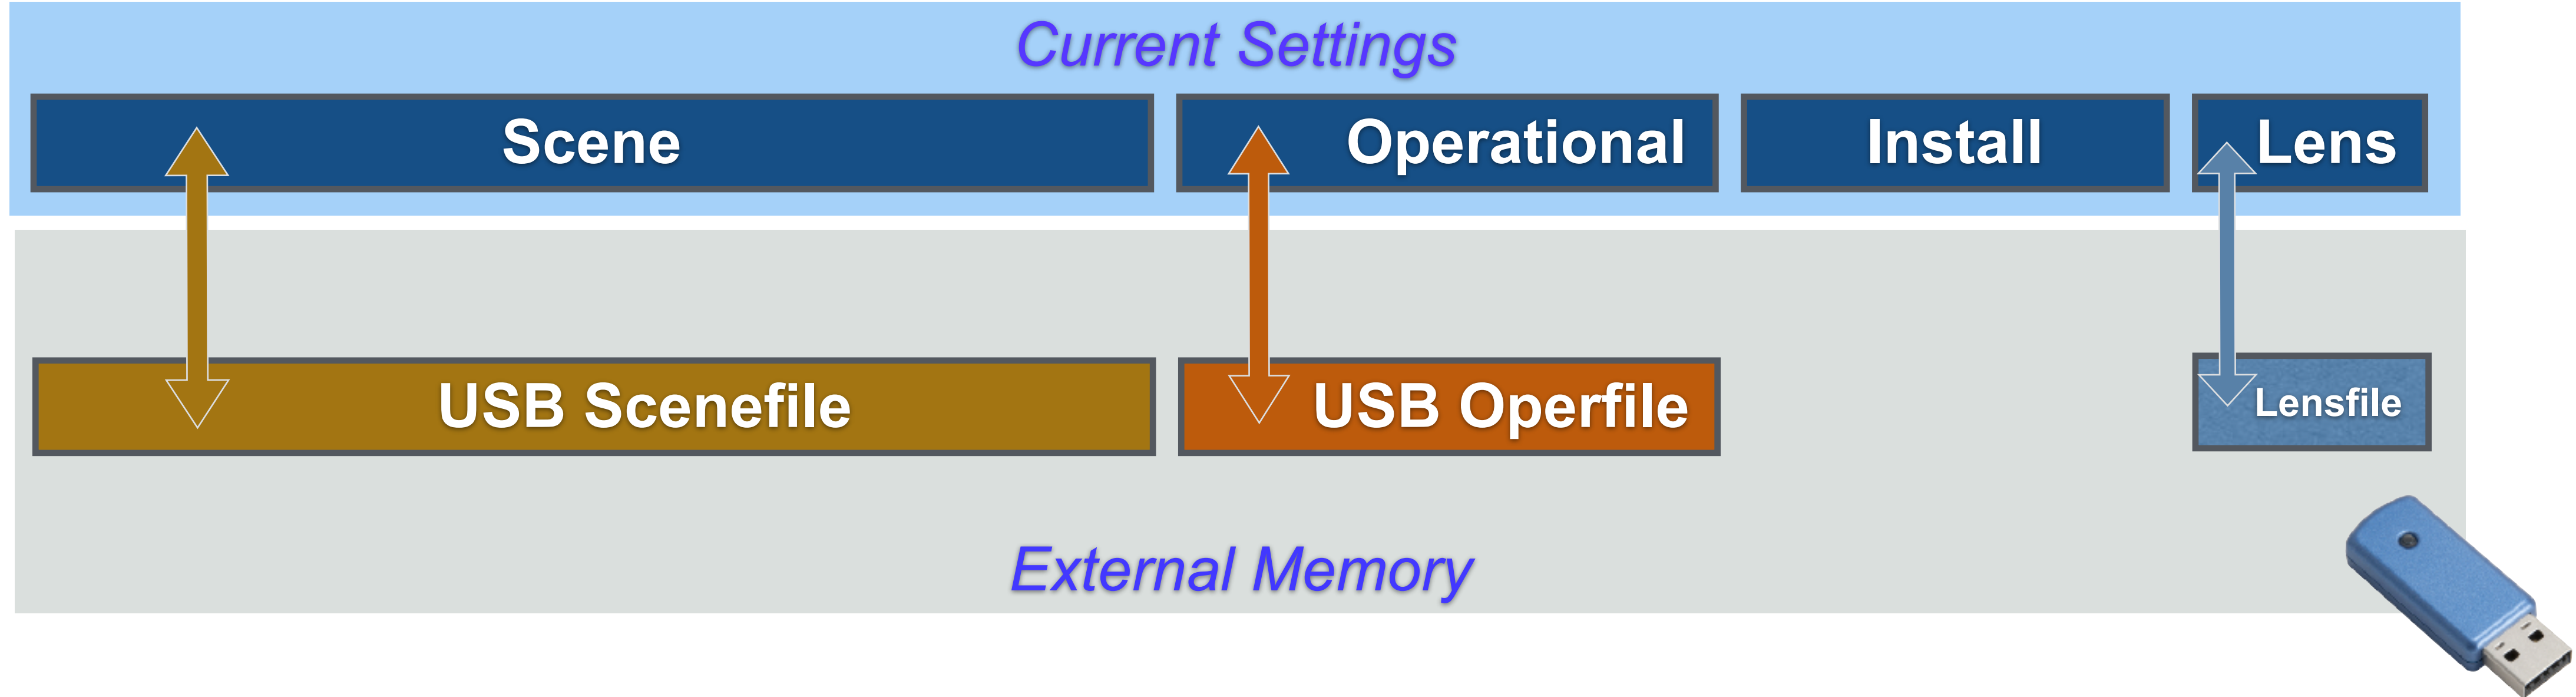 Current Settings
Scene Operational Install Lens
USB Scenefile USB Operfile Lensfile
External Memory